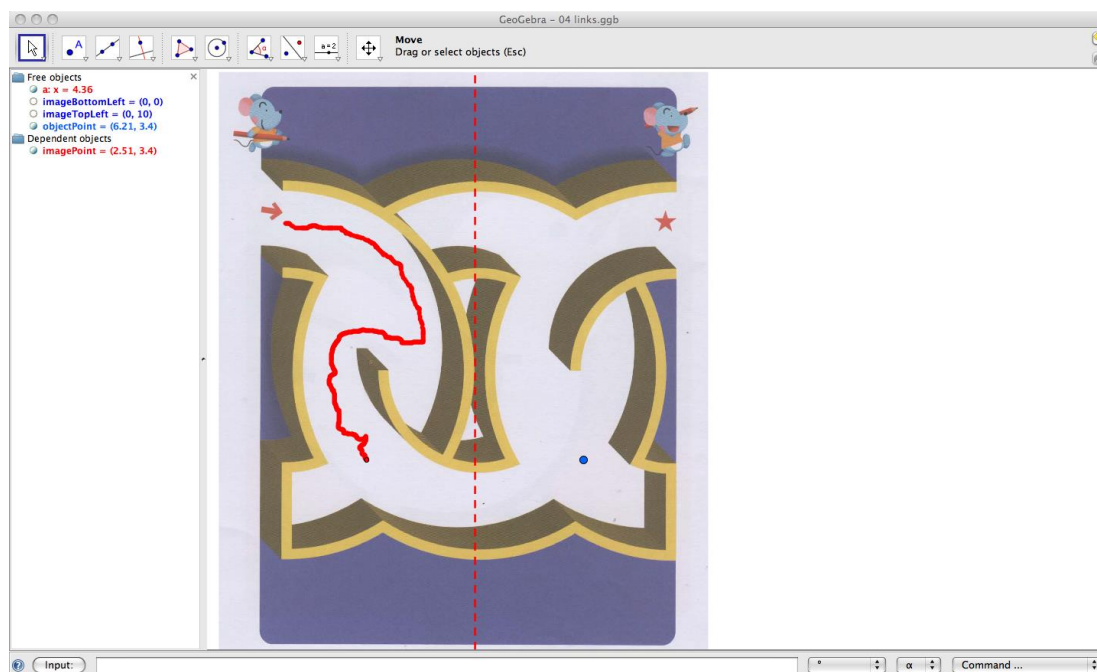 GeoGebra - 04 links.ggb
a=2
Move
Drag or select objects (Esc)
Free objects
a: x = 4.36
imageBottomLeft = (0, 0)
imageTopLeft = (0, 10)
objectPoint = (6.21, 3.4)
Dependent objects
imagePoint = (2.51, 3.4)
Input:
°
α
Command ...